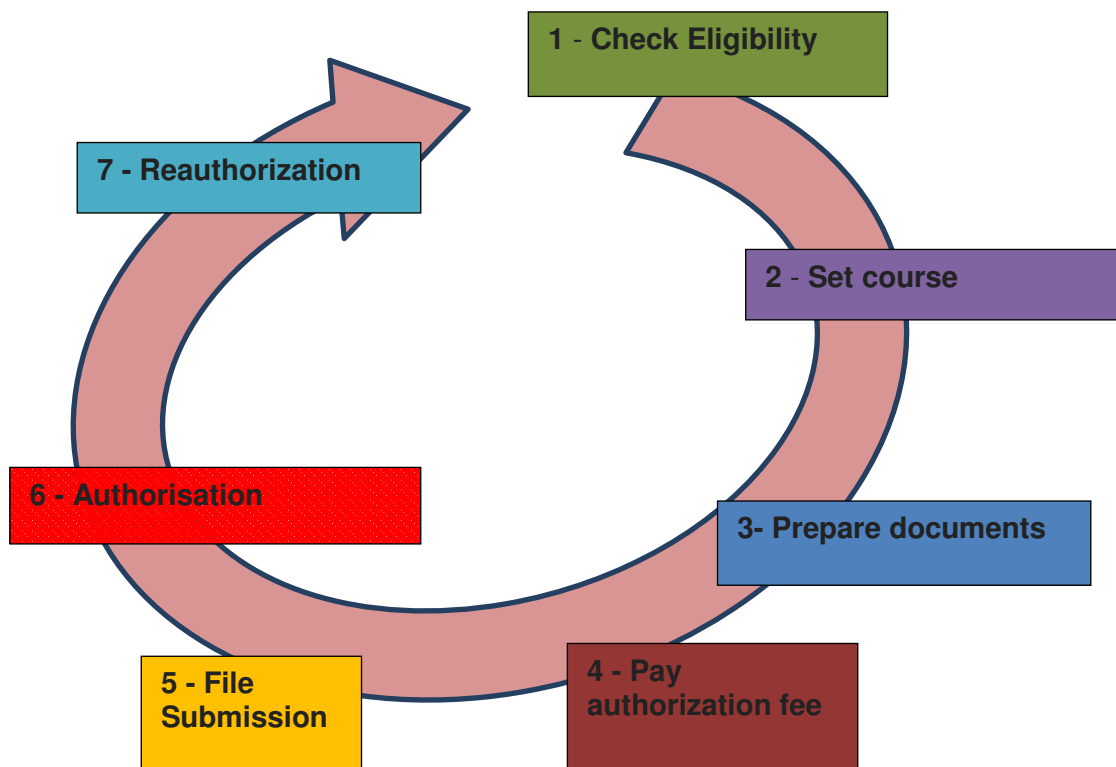 1 - Check Eligibility
2 - Set course
3- Prepare documents
4 - Pay
authorization fee
5 - File
Submission
6 - Authorisation
7 - Reauthorization